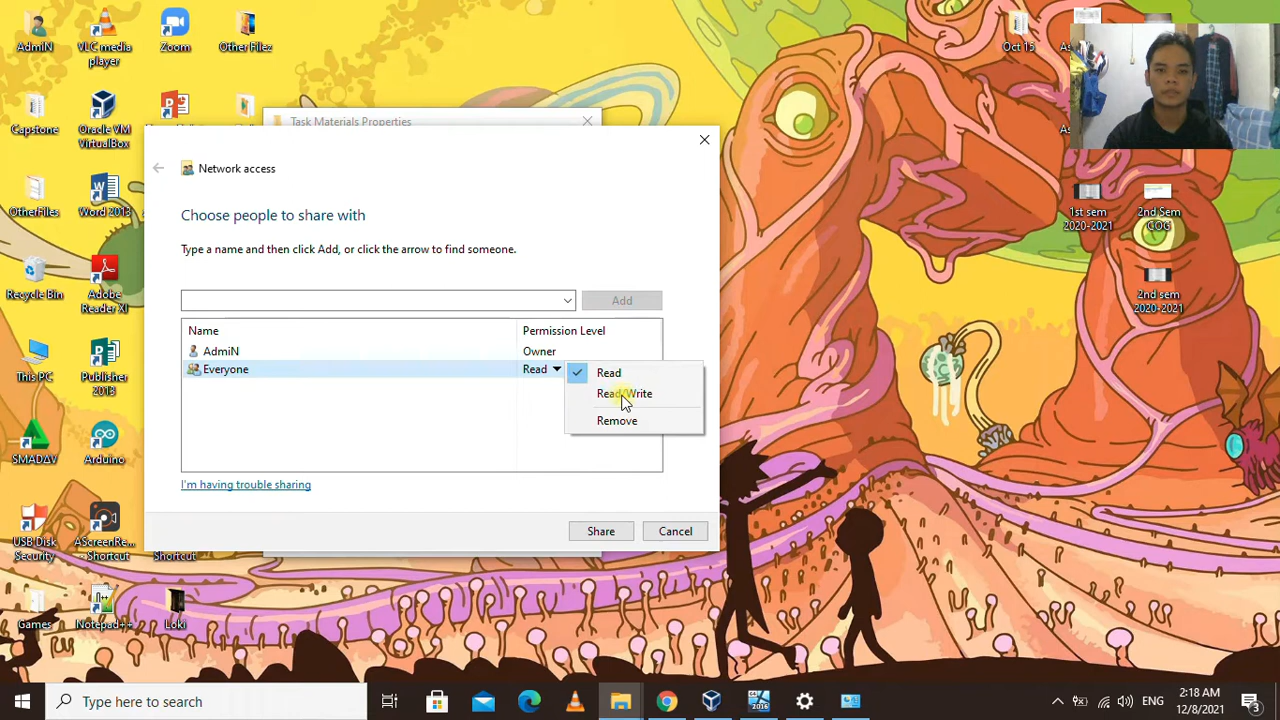 AdmiN
VLC media player
Zoom
Other Filez
Capstone
Oracle VM VirtualBox
OtherFiles
Word 2013
Recycle Bin
Adobe Reader XI
This PC
Publisher 2013
SMADΔV
Arduino
USB Disk Security
AScreenRe... - Shortcut
Shortcut
Games
Notepad++
Loki
Task Materials Properties
Network access
Choose people to share with
Type a name and then click Add, or click the arrow to find someone.
Add
Name
Permission Level
AdmiN
Owner
Everyone
Read
Read
Read/Write
Remove
I'm having trouble sharing
Share
Cancel
Oct 15
1st sem 2020-2021
2nd Sem COG
2nd sem 2020-2021
Type here to search
2016
ENG
2:18 AM
12/8/2021
3